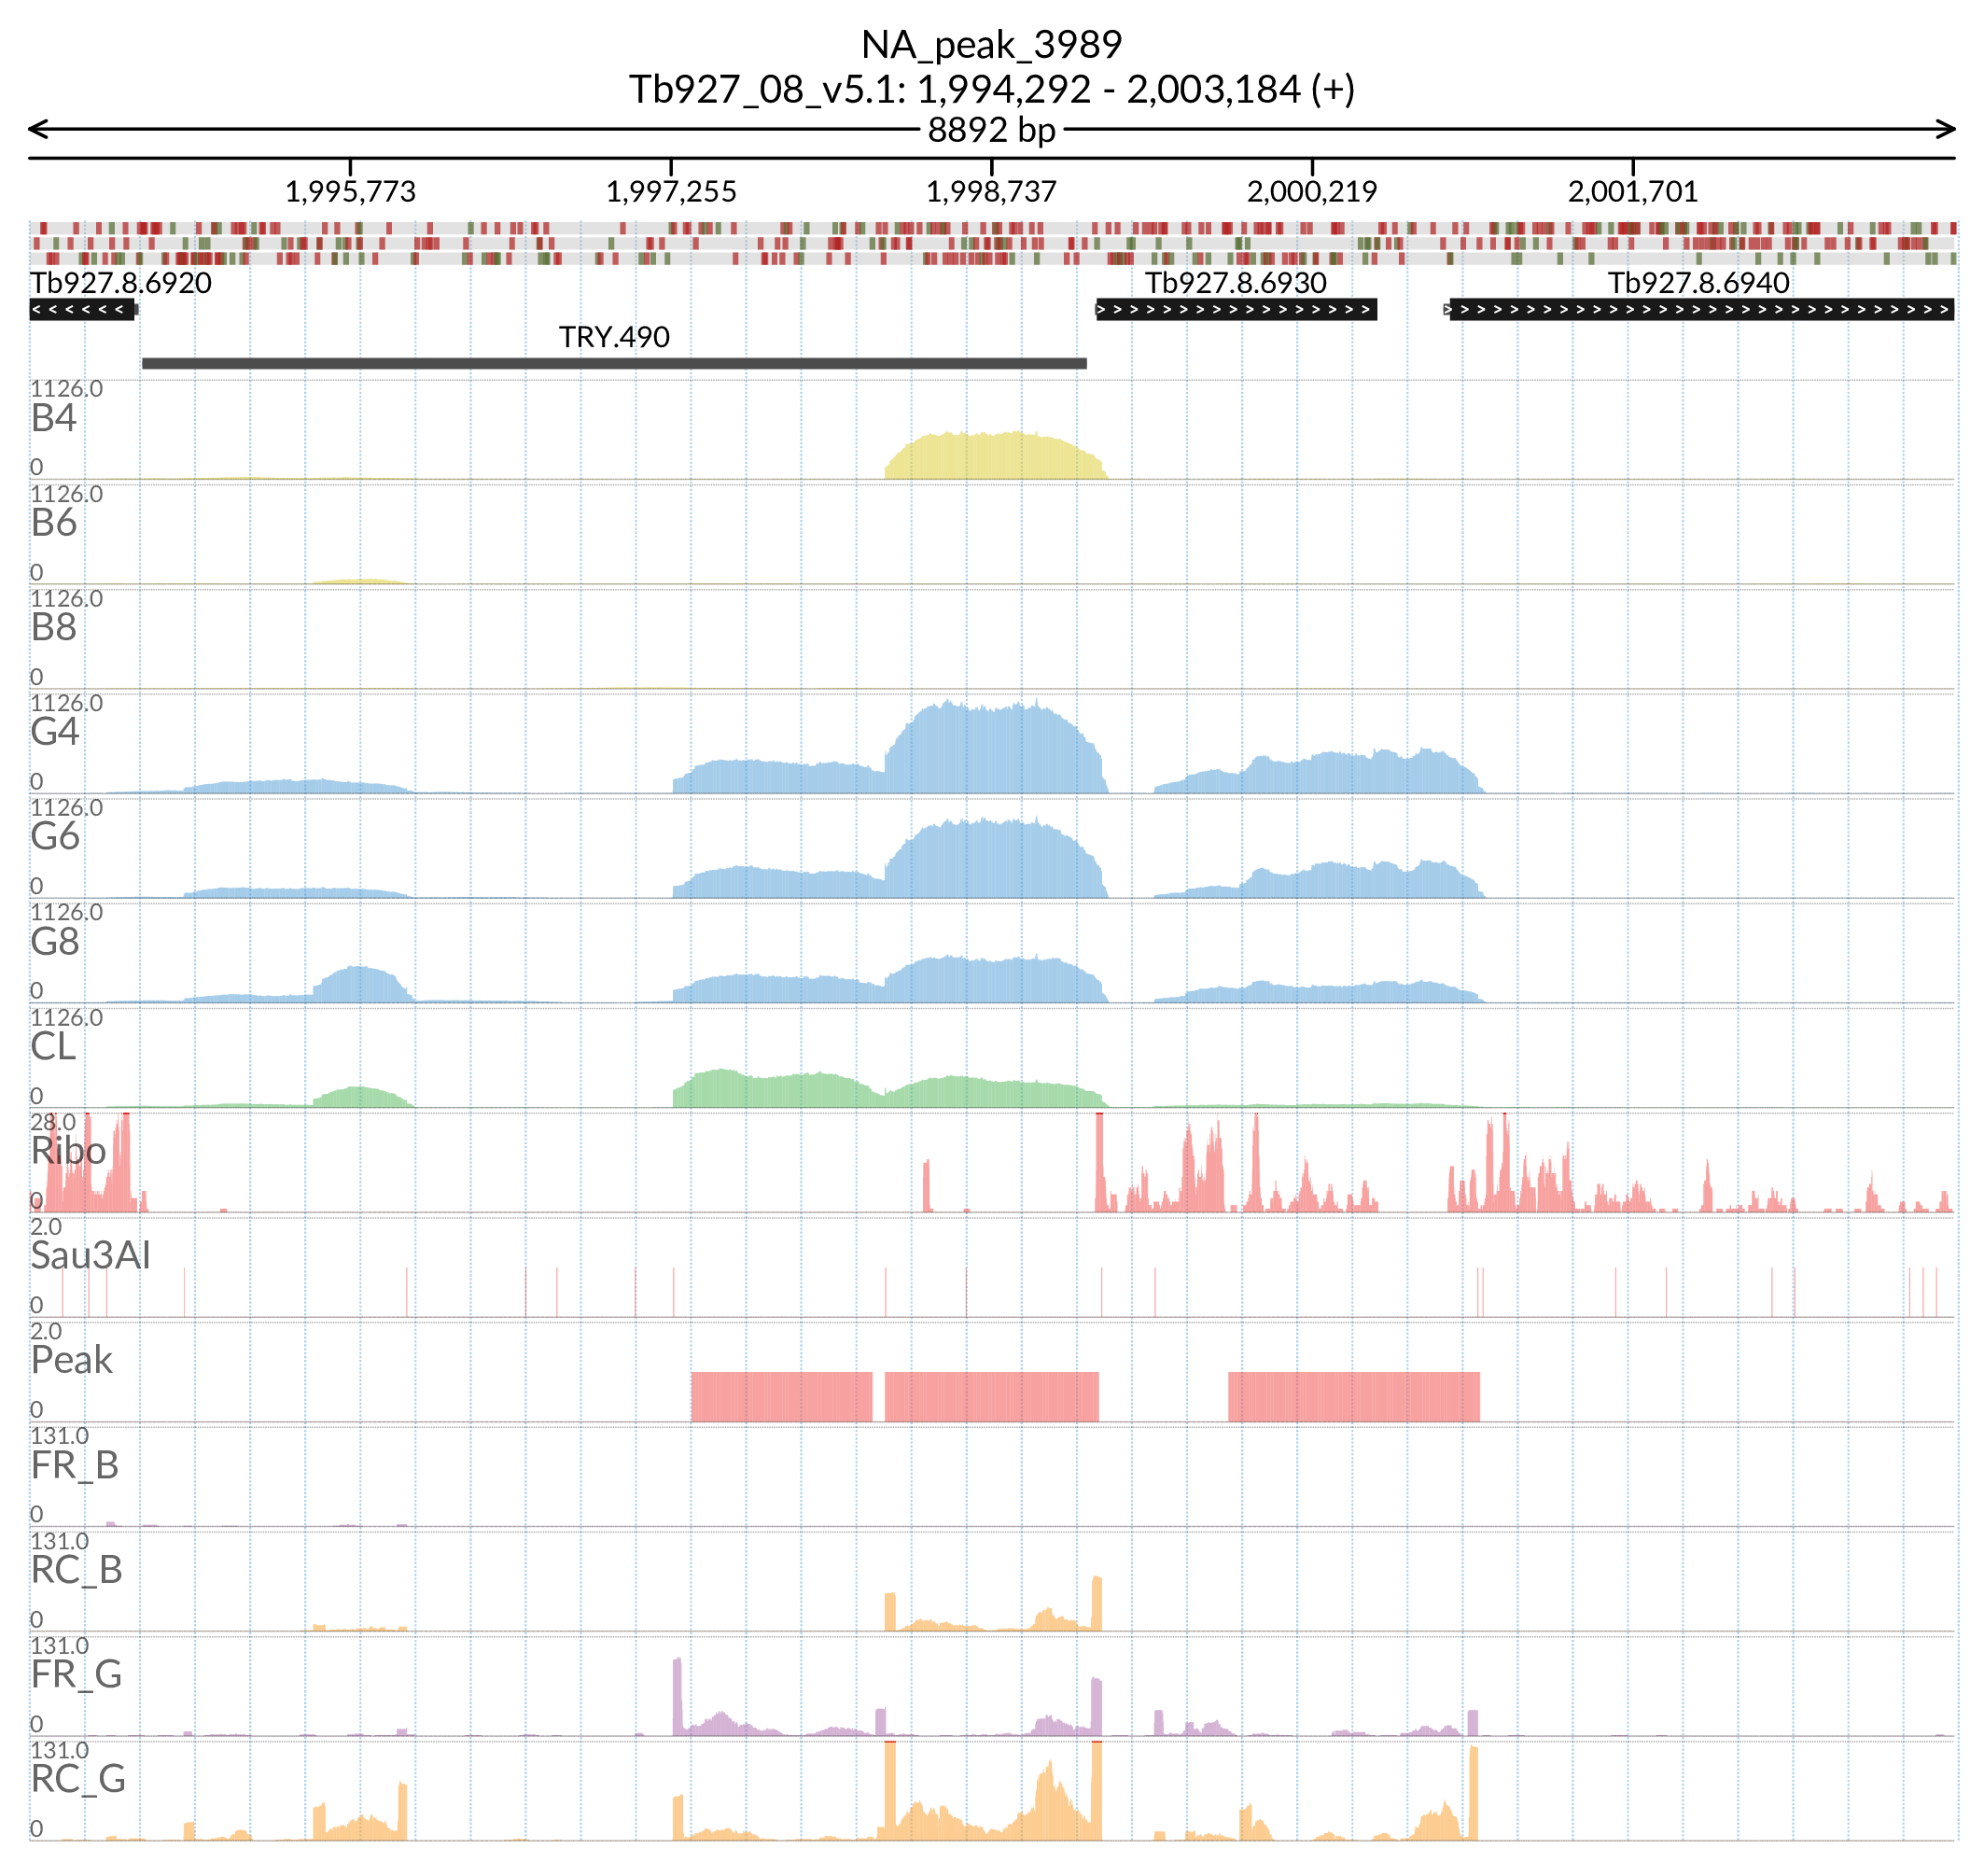 NA_peak_3989
Tb927_08_v5.1: 1,994,292 - 2,003,184 (+)
8892 bp
1,995,773 1,997,255 1,998,737 2,000,219 2,001,701
Tb927.8.6920 Tb927.8.6930 Tb927.8.6940
TRY.490
1126.0
B4
0
1126.0
B6
0
1126.0
B8
0
1126.0
G4
0
1126.0
G6
0
1126.0
G8
0
1126.0
CL
0
28.0
Ribo
0
2.0
Sau3AI
0
2.0
Peak
0
131.0
FR_B
0
131.0
RC_B
0
131.0
FR_G
0
131.0
RC_G
0